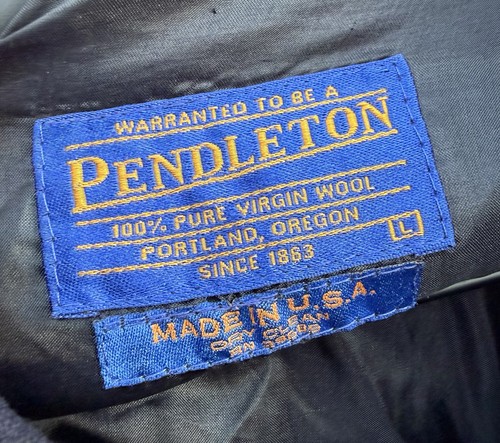 WARRANTED TO BE A
PENDLETON
100% PURE VIRGIN WOOL
PORTLAND, OREGON
L
SINCE 1863
MADE IN U.S.A.
DRY CLEAN